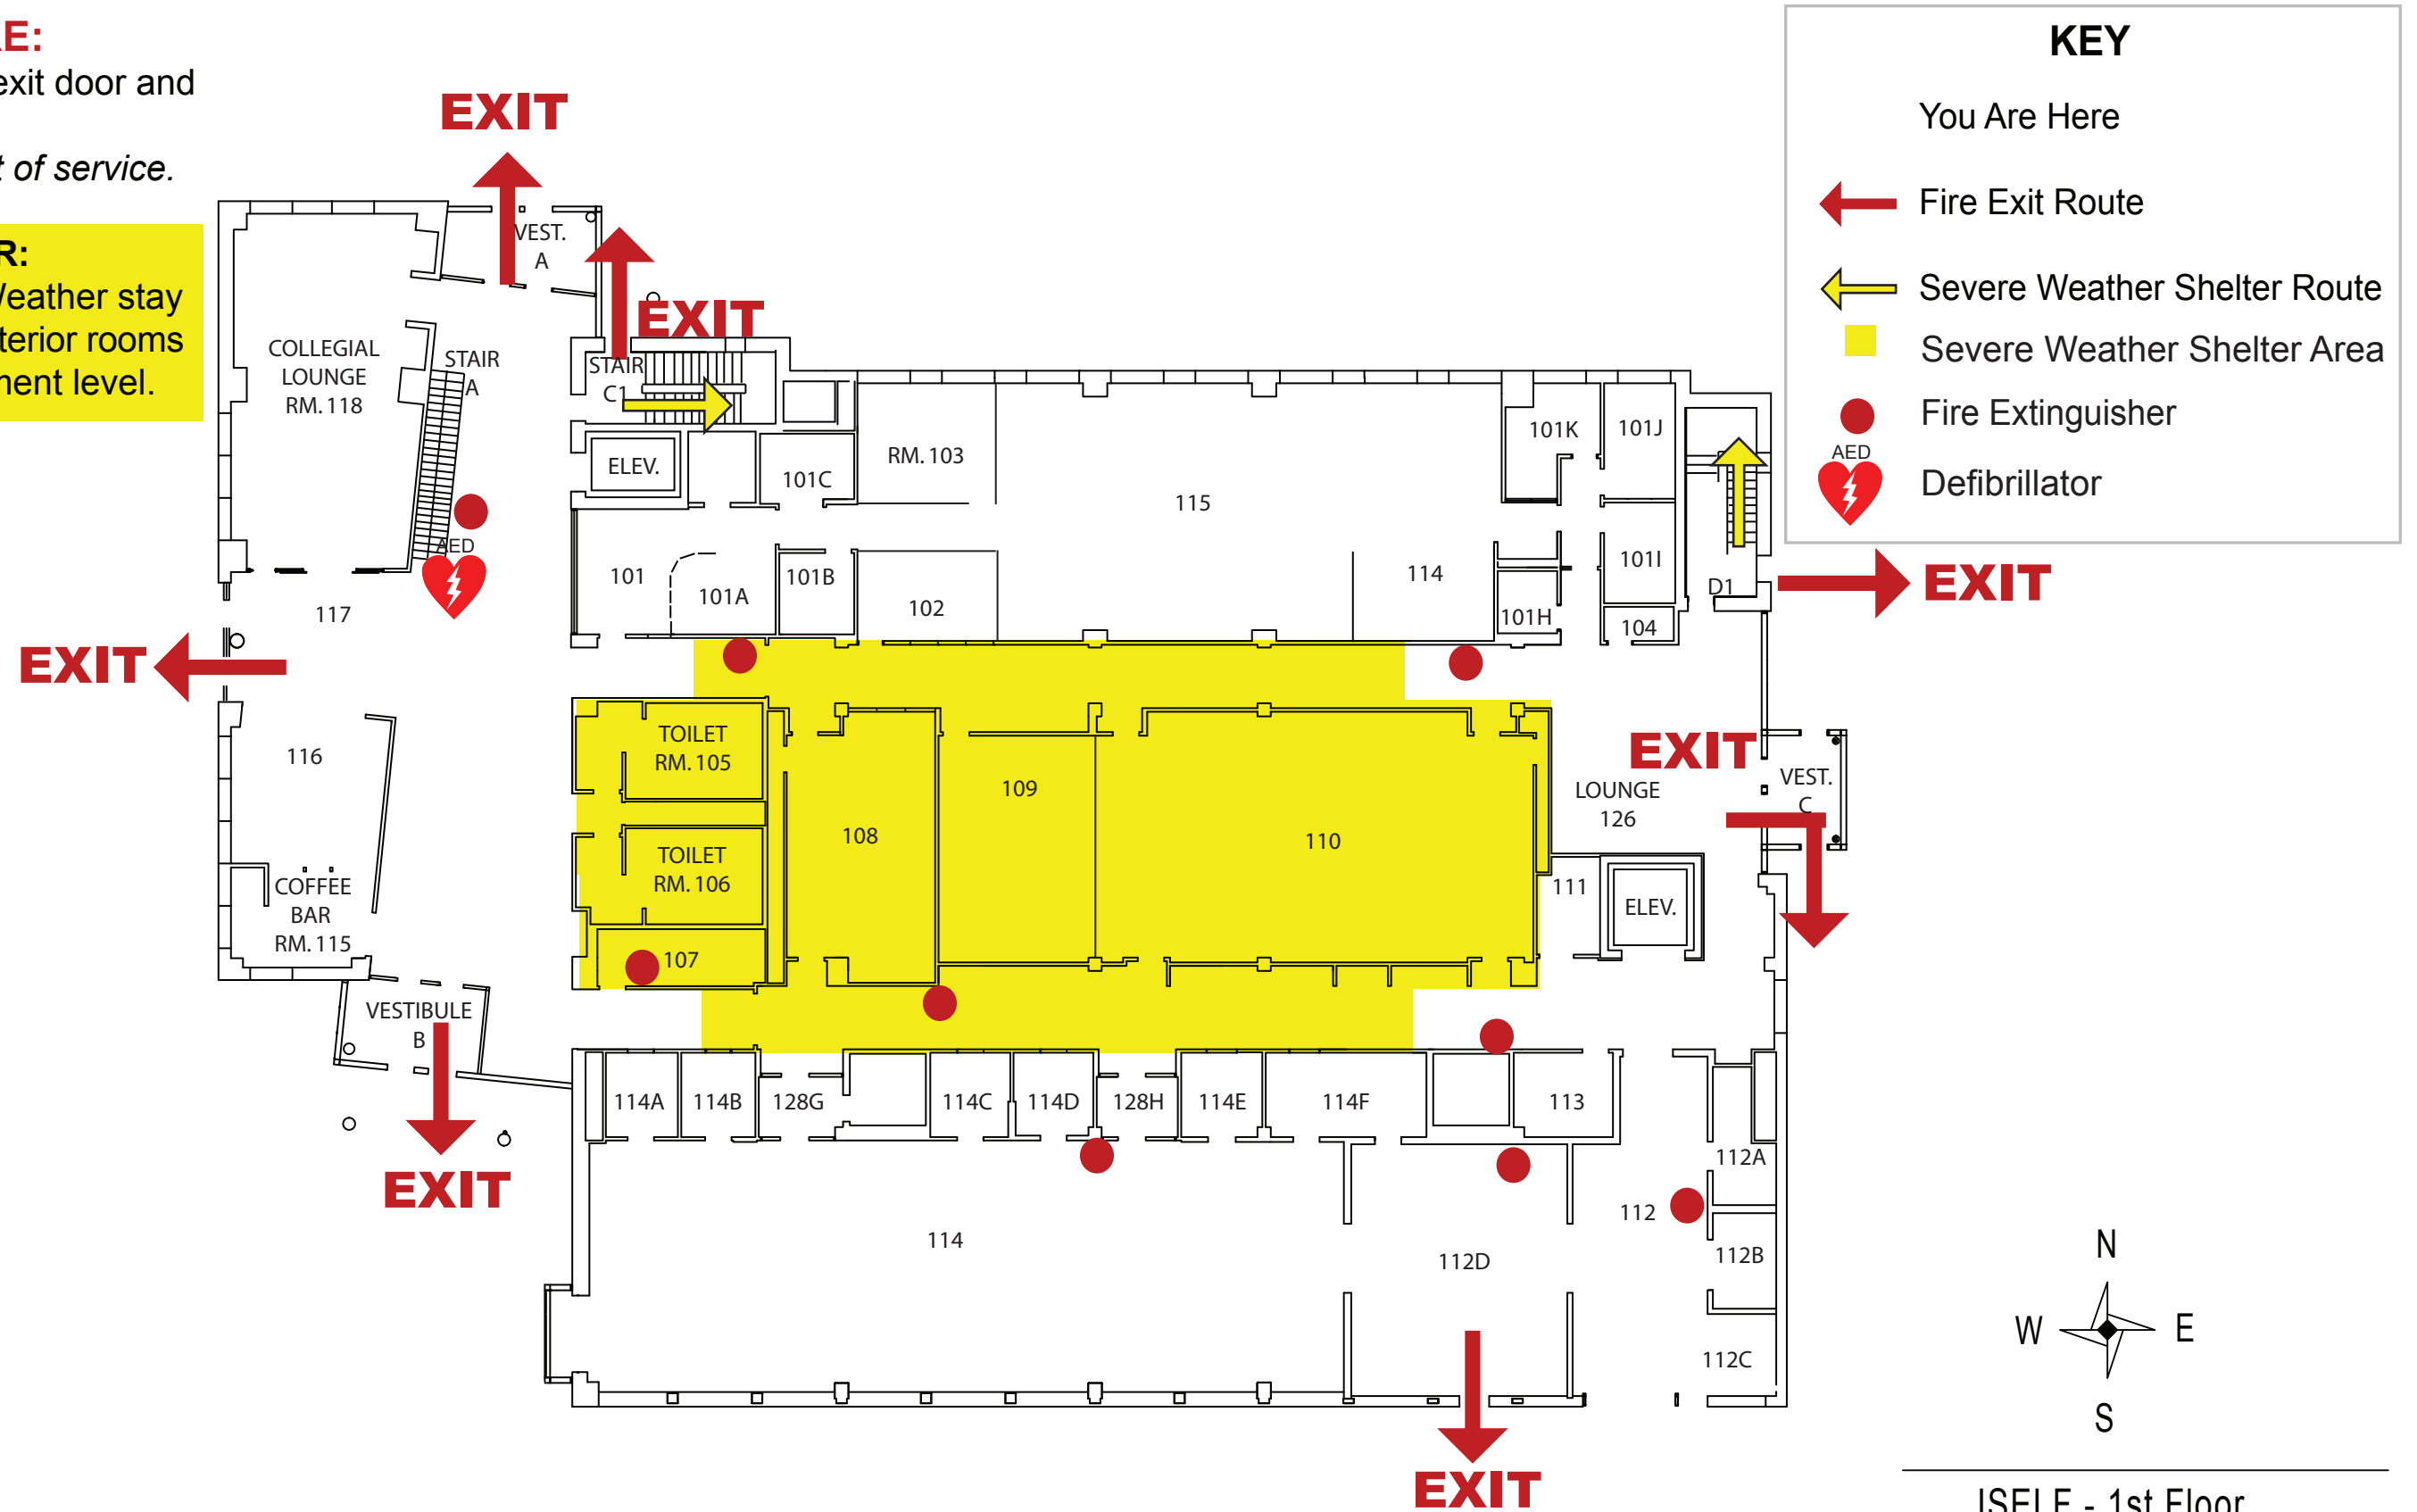 exit door and
t of service.
R:
Weather stay
terior rooms
ment level.
KEY
You Are Here
Fire Exit Route
Severe Weather Shelter Route
Severe Weather Shelter Area
Fire Extinguisher
AED
Defibrillator
EXIT
VEST.
A
EXIT
COLLEGIAL
LOUNGE
RM. 118
STAIR
A
STAIR
C1
ELEV.
101C
RM. 103
115
101K
101J
AED
101
101A
101B
102
114
101I
101H
104
D1
EXIT
117
EXIT
116
TOILET
RM. 105
109
EXIT
VEST.
C
LOUNGE
126
108
110
TOILET
RM. 106
COFFEE
BAR
RM. 115
111
ELEV.
107
VESTIBULE
B
EXIT
114A
114B
128G
114C
114D
128H
114E
114F
113
112A
112
112B
114
112D
112C
EXIT
N
W
E
S
ISELF - 1st Floor